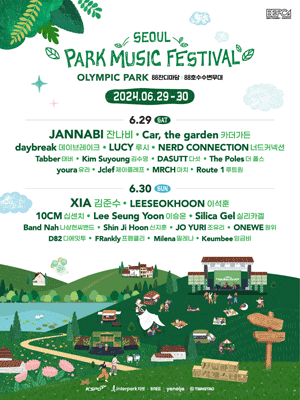 SEOUL
PARK MUSIC FESTIVAL
OLYMPIC PARK 88잔디마당 · 88호수수변무대
2024.06.29-30
6.29 SAT
JANNABI 잔나비 • Car, the garden 카더가든
daybreak 데이브레이크 • LUCY 루시 • NERD CONNECTION 너드커넥션
Tabber 태버 • Kim Suyoung 김수영 • DASUTT 다섯 • The Poles 더 폴스
youra 유라 • Jclef 제이클레프 • MRCH 마치 • Route 1 루트원
6.30 SUN
XIA 김준수 • LEESEOKHOON 이석훈
10CM 십센치 • Lee Seung Yoon 이승윤 • Silica Gel 실리카겔
Band Nah 나상현씨밴드 • Shin Ji Hoon 신지훈 • JO YURI 조유리 • ONEWE 원위
D82 디에잇투 • FRankly 프랭클리 • Milena 밀레나 • Keumbee 임금비
KSPO interpark 티켓 yanolja